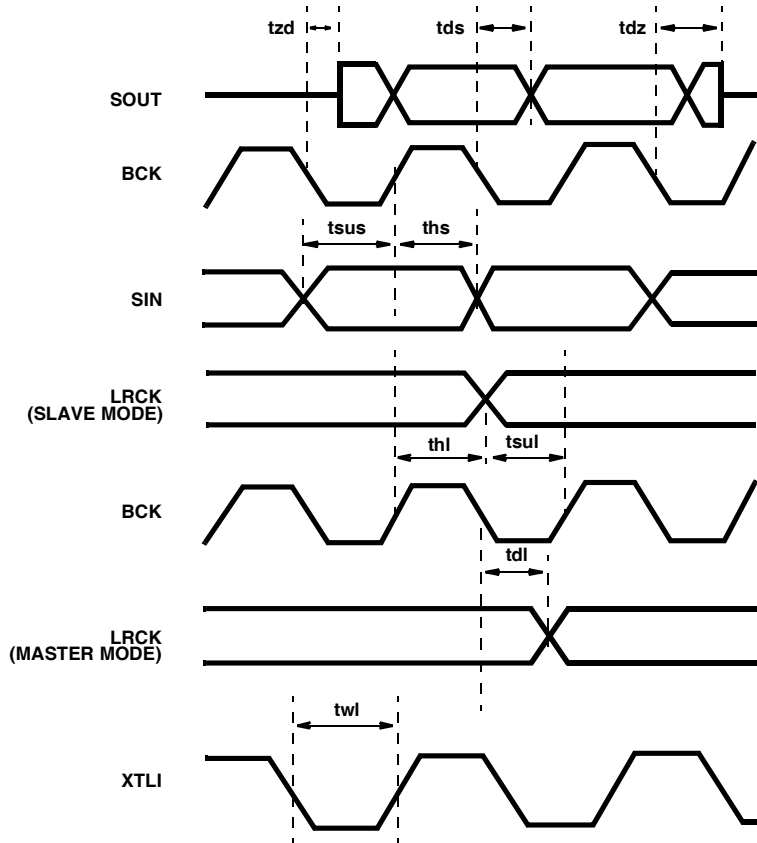 tzd tds tdz
SOUT
BCK
tsus ths
SIN
LRCK
(SLAVE MODE)
thl tsul
BCK
tdl
LRCK
(MASTER MODE)
twl
XTLI